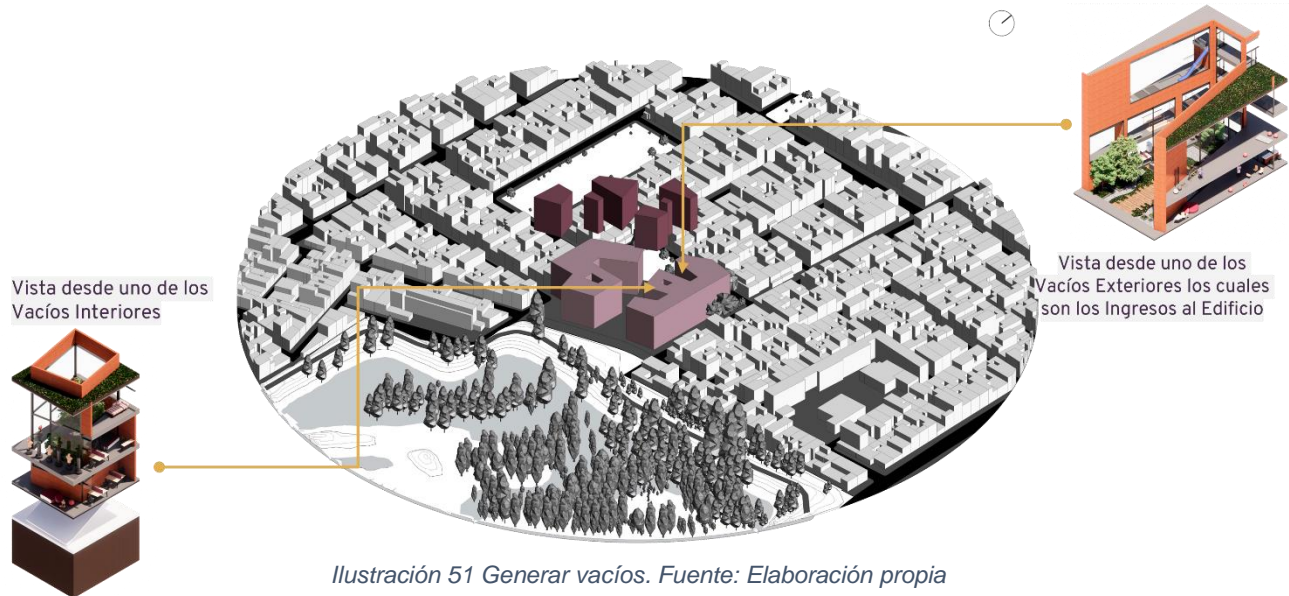 Vista desde uno de los
Vacíos Interiores
Vista desde uno de los
Vacíos Exteriores los cuales
son los Ingresos al Edificio
Ilustración 51 Generar vacíos. Fuente: Elaboración propia